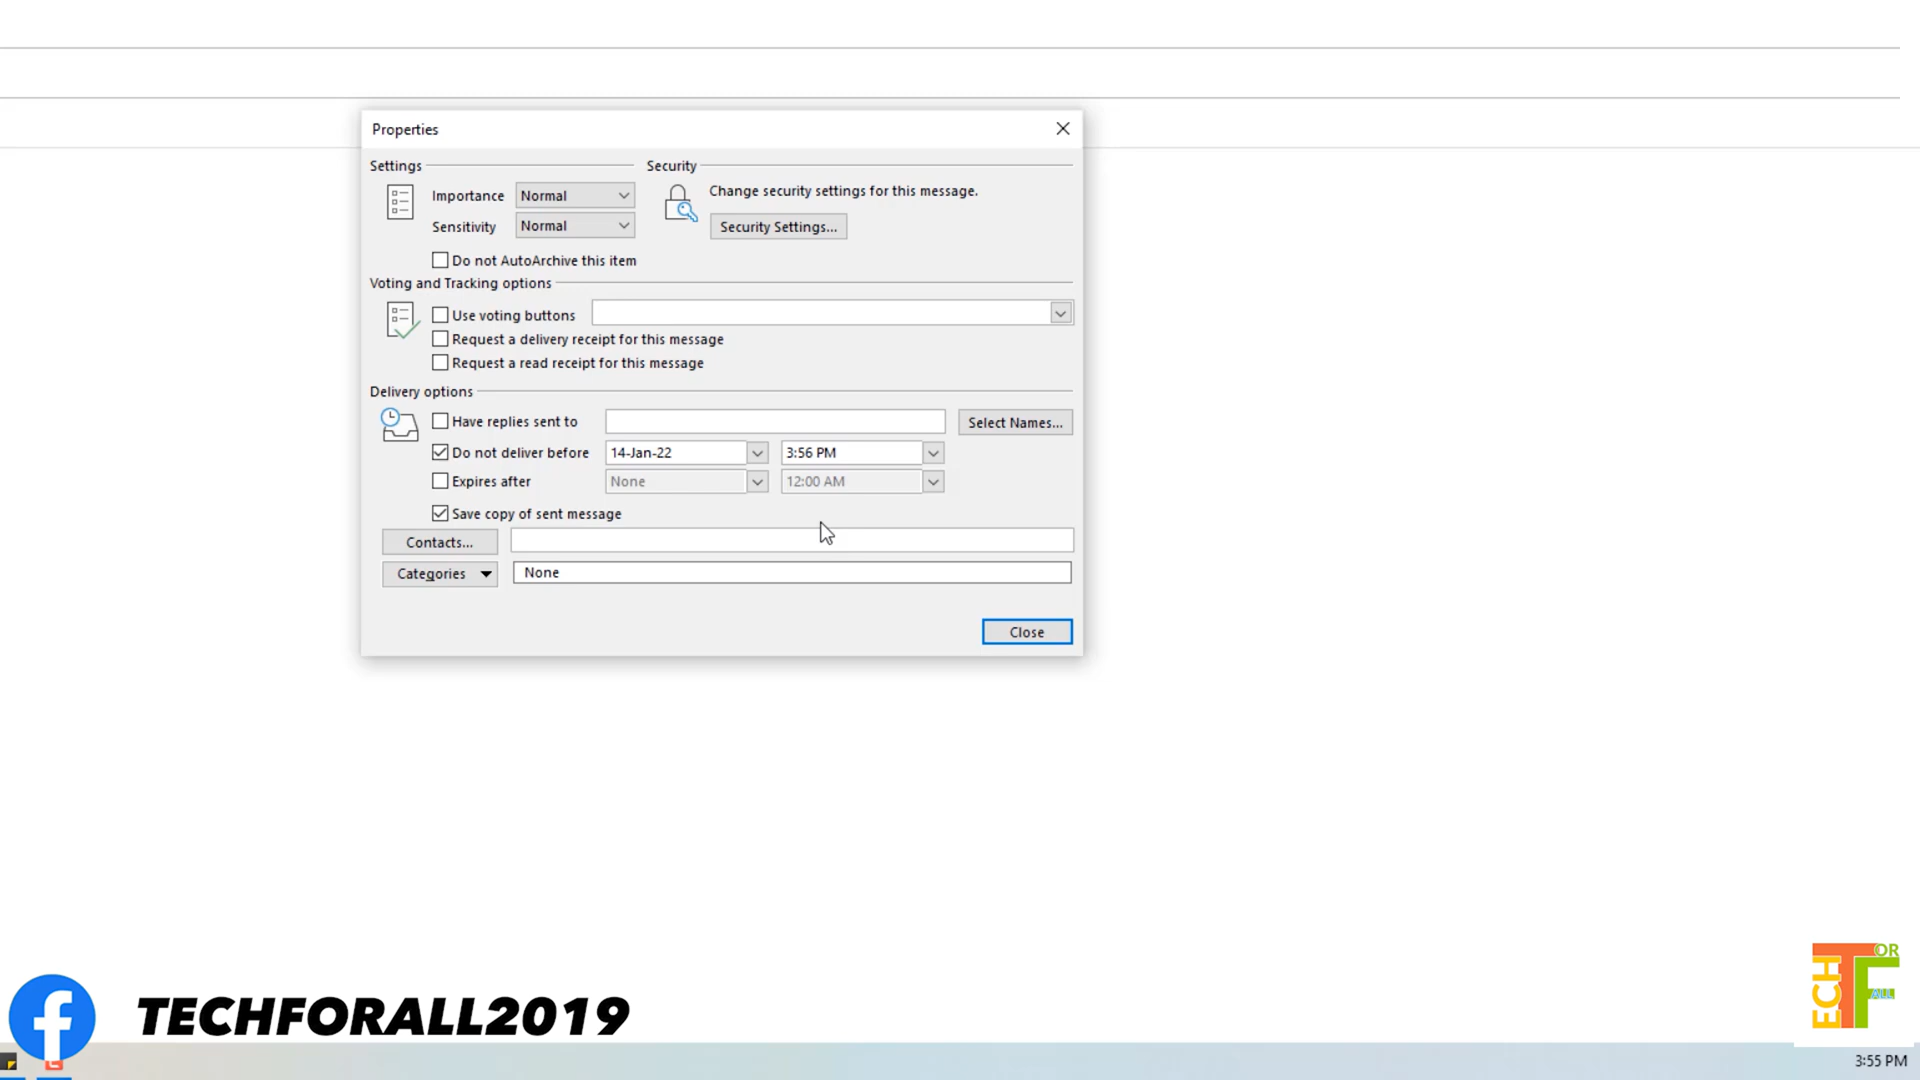 Properties
Settings
Security
Importance Normal
Change security settings for this message.
Sensitivity Normal
Security Settings...
Do not AutoArchive this item
Voting and Tracking options
Use voting buttons
Request a delivery receipt for this message
Request a read receipt for this message
Delivery options
Have replies sent to
Select Names...
Do not deliver before 14-Jan-22 3:56 PM
Expires after None 12:00 AM
Save copy of sent message
Contacts...
Categories None
Close
TECHFORALL2019
TECH FOR ALL
3:55 PM